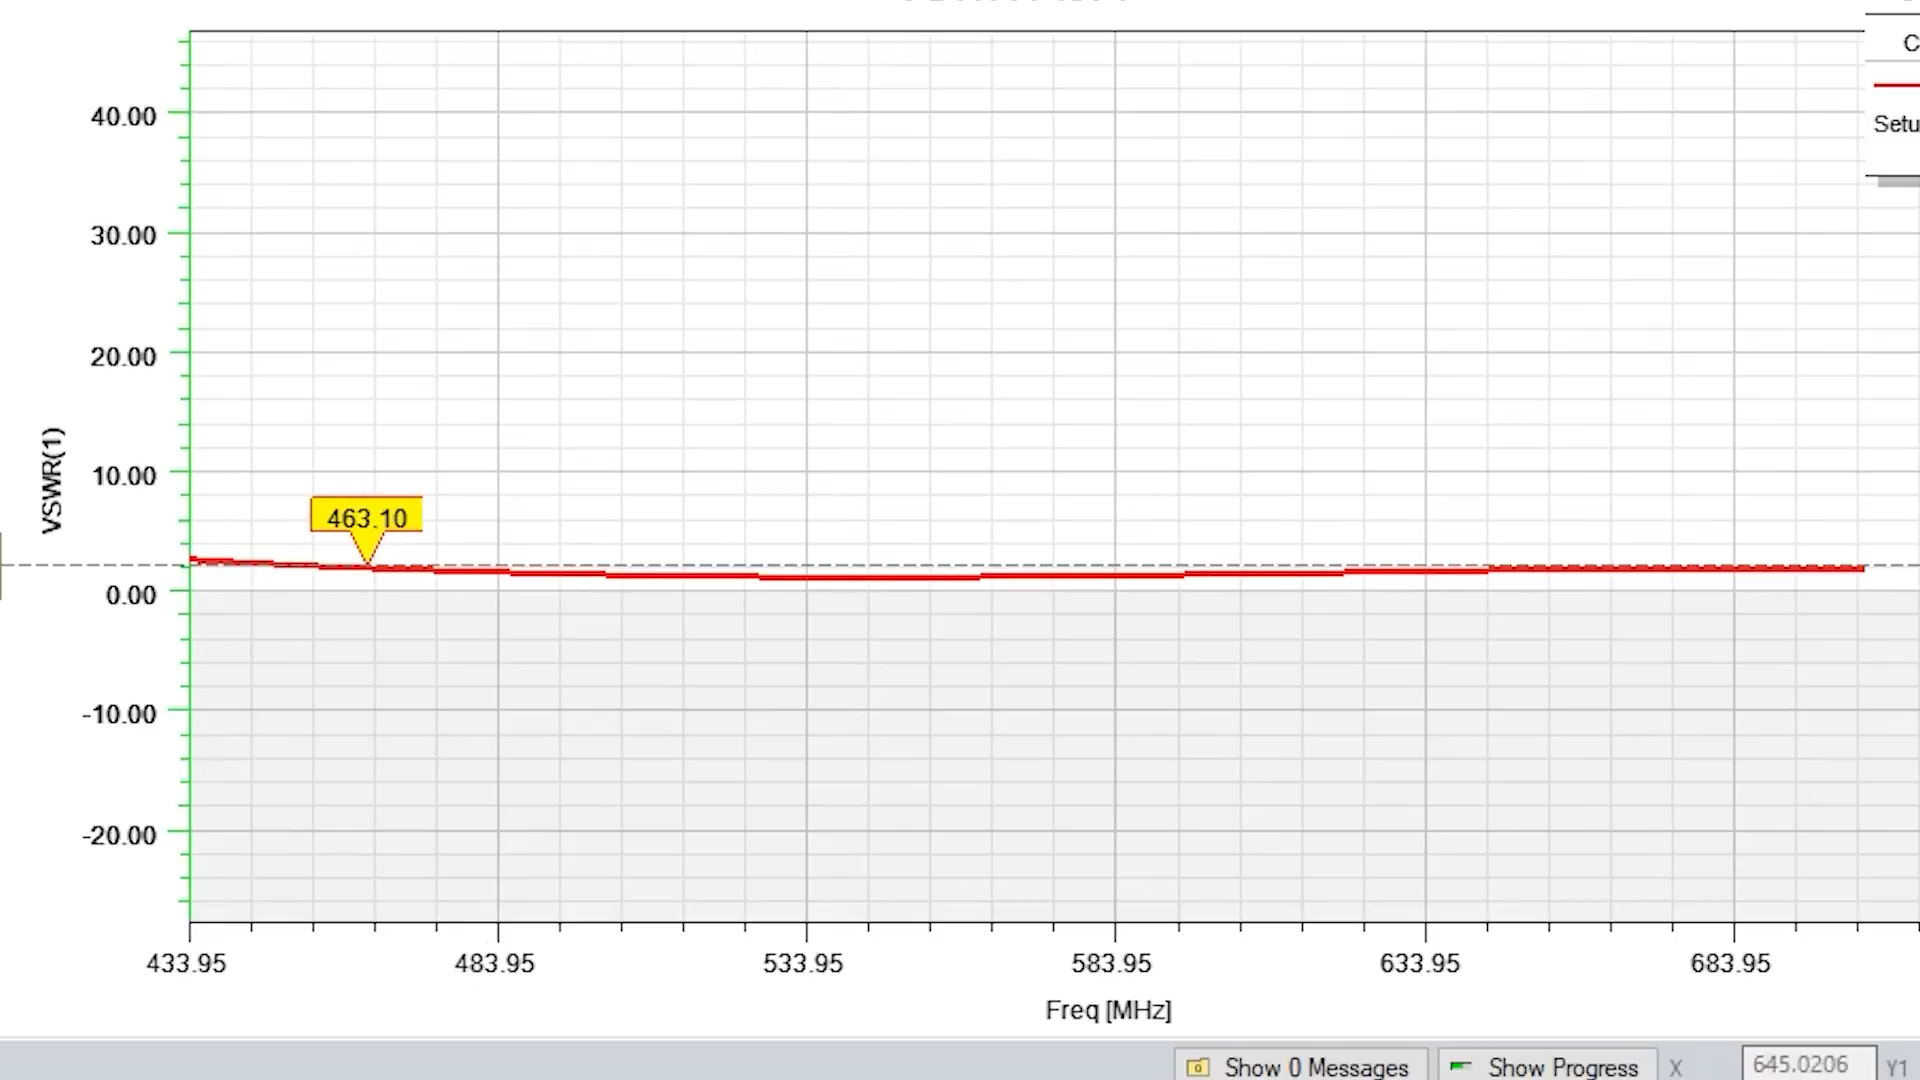 40.00
30.00
20.00
10.00
0.00
-10.00
-20.00
VSWR(1)
463.10
433.95 483.95 533.95 583.95 633.95 683.95
Freq [MHz]
C
Setu
Show 0 Messages Show Progress X 645.0206 Y1